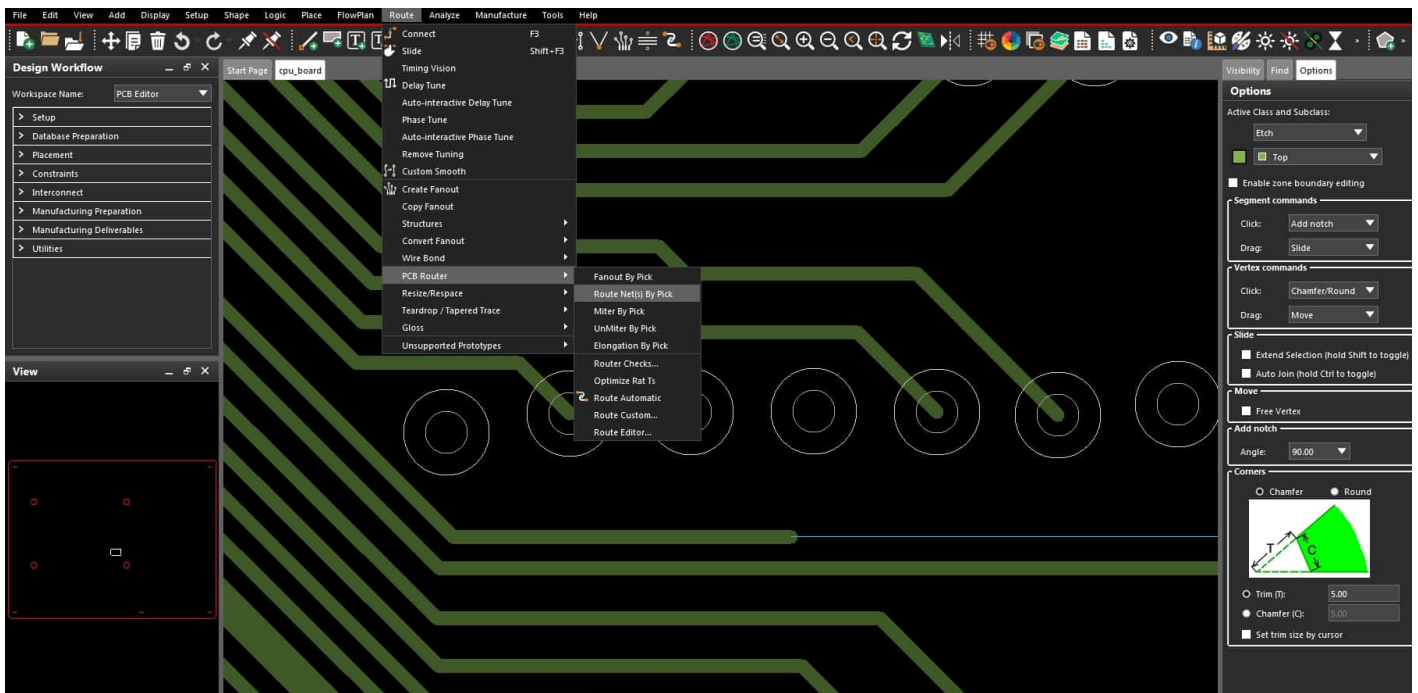 File Edit View Add Display Setup Shape Logic Place FlowPlan Route Analyze Manufacture Tools Help
Design Workflow
Workspace Name: PCB Editor
> Setup
> Database Preparation
> Placement
> Constraints
> Interconnect
> Manufacturing Preparation
> Manufacturing Deliverables
> Utilities
View
Start Page cpu_board
Connect F3
Slide Shift+F3
Timing Vision
Delay Tune
Auto-interactive Delay Tune
Phase Tune
Auto-interactive Phase Tune
Remove Tuning
Custom Smooth
Create Fanout
Copy Fanout
Structures
Convert Fanout
Wire Bond
PCB Router
Resize/Respace
Teardrop / Tapered Trace
Gloss
Unsupported Prototypes
Fanout By Pick
Route Net(s) By Pick
Miter By Pick
UnMiter By Pick
Elongation By Pick
Router Checks...
Optimize Rat Ts
Route Automatic
Route Custom...
Route Editor...
Visibility Find Options
Options
Active Class and Subclass:
Etch
Top
Enable zone boundary editing
Segment commands
Click: Add notch
Drag: Slide
Vertex commands
Click: Chamfer/Round
Drag: Move
Slide
Extend Selection (hold Shift to toggle)
Auto Join (hold Ctrl to toggle)
Move
Free Vertex
Add notch
Angle: 90.00
Corners
Chamfer Round
T C
Trim (T): 5.00
Chamfer (C): 5.00
Set trim size by cursor